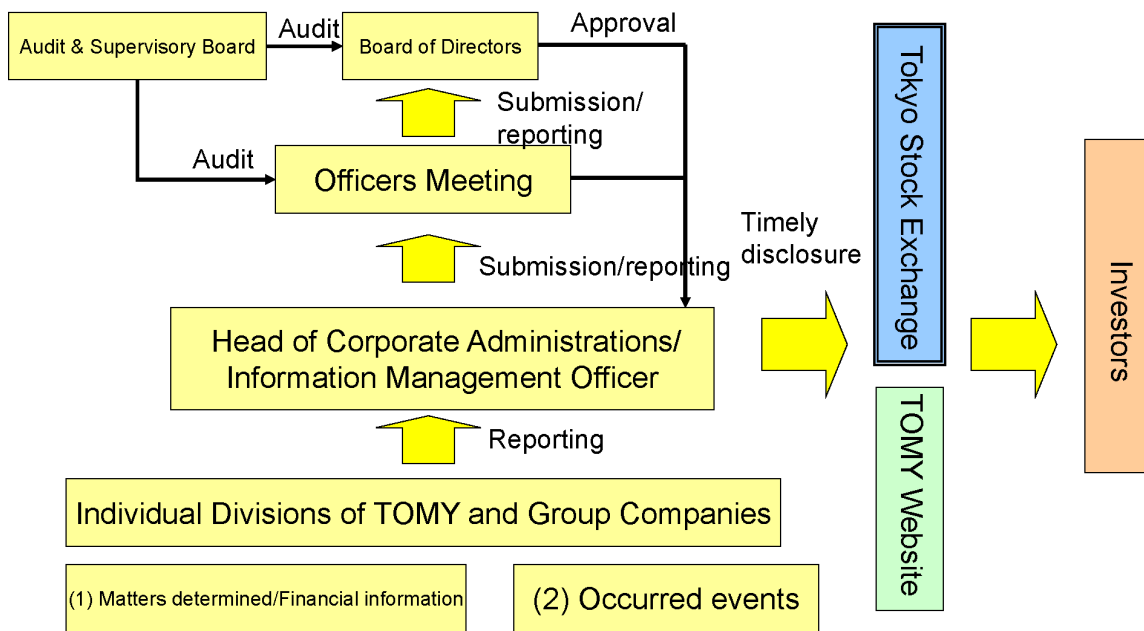 Audit & Supervisory Board
Audit
Board of Directors
Approval
Submission/
reporting
Audit
Officers Meeting
Submission/reporting
Timely
disclosure
Head of Corporate Administrations/
Information Management Officer
Reporting
Individual Divisions of TOMY and Group Companies
(1) Matters determined/Financial information
(2) Occurred events
Tokyo Stock Exchange
TOMY Website
Investors